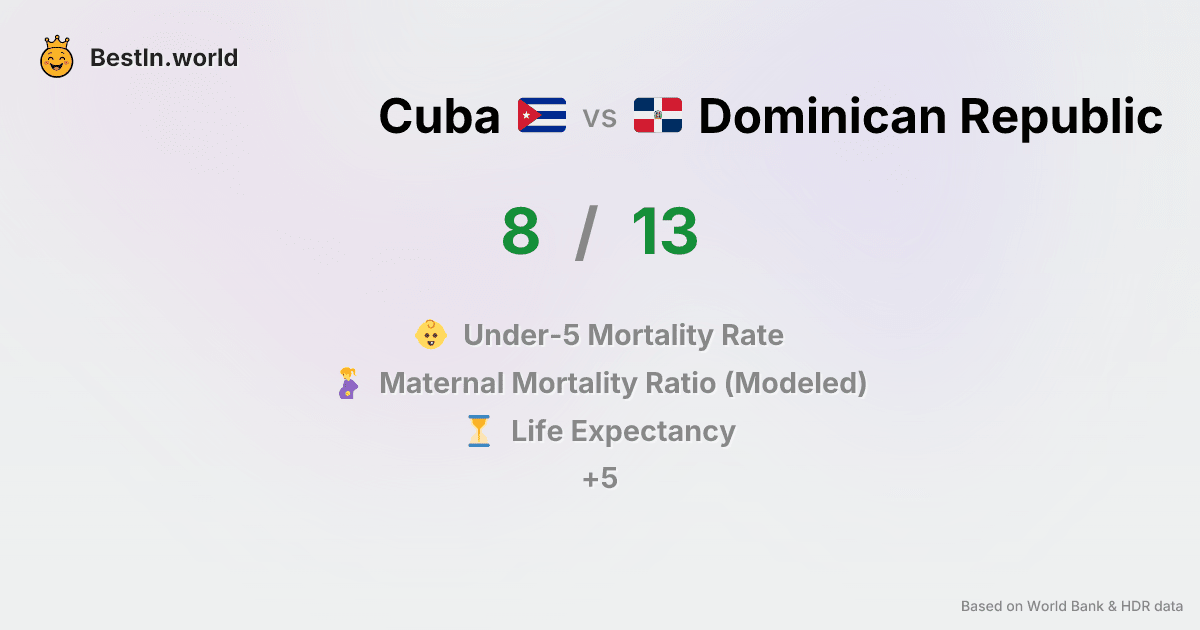 BestIn.world
Cuba vs Dominican Republic
8 / 13
Under-5 Mortality Rate
Maternal Mortality Ratio (Modeled)
Life Expectancy
+5
Based on World Bank & HDR data